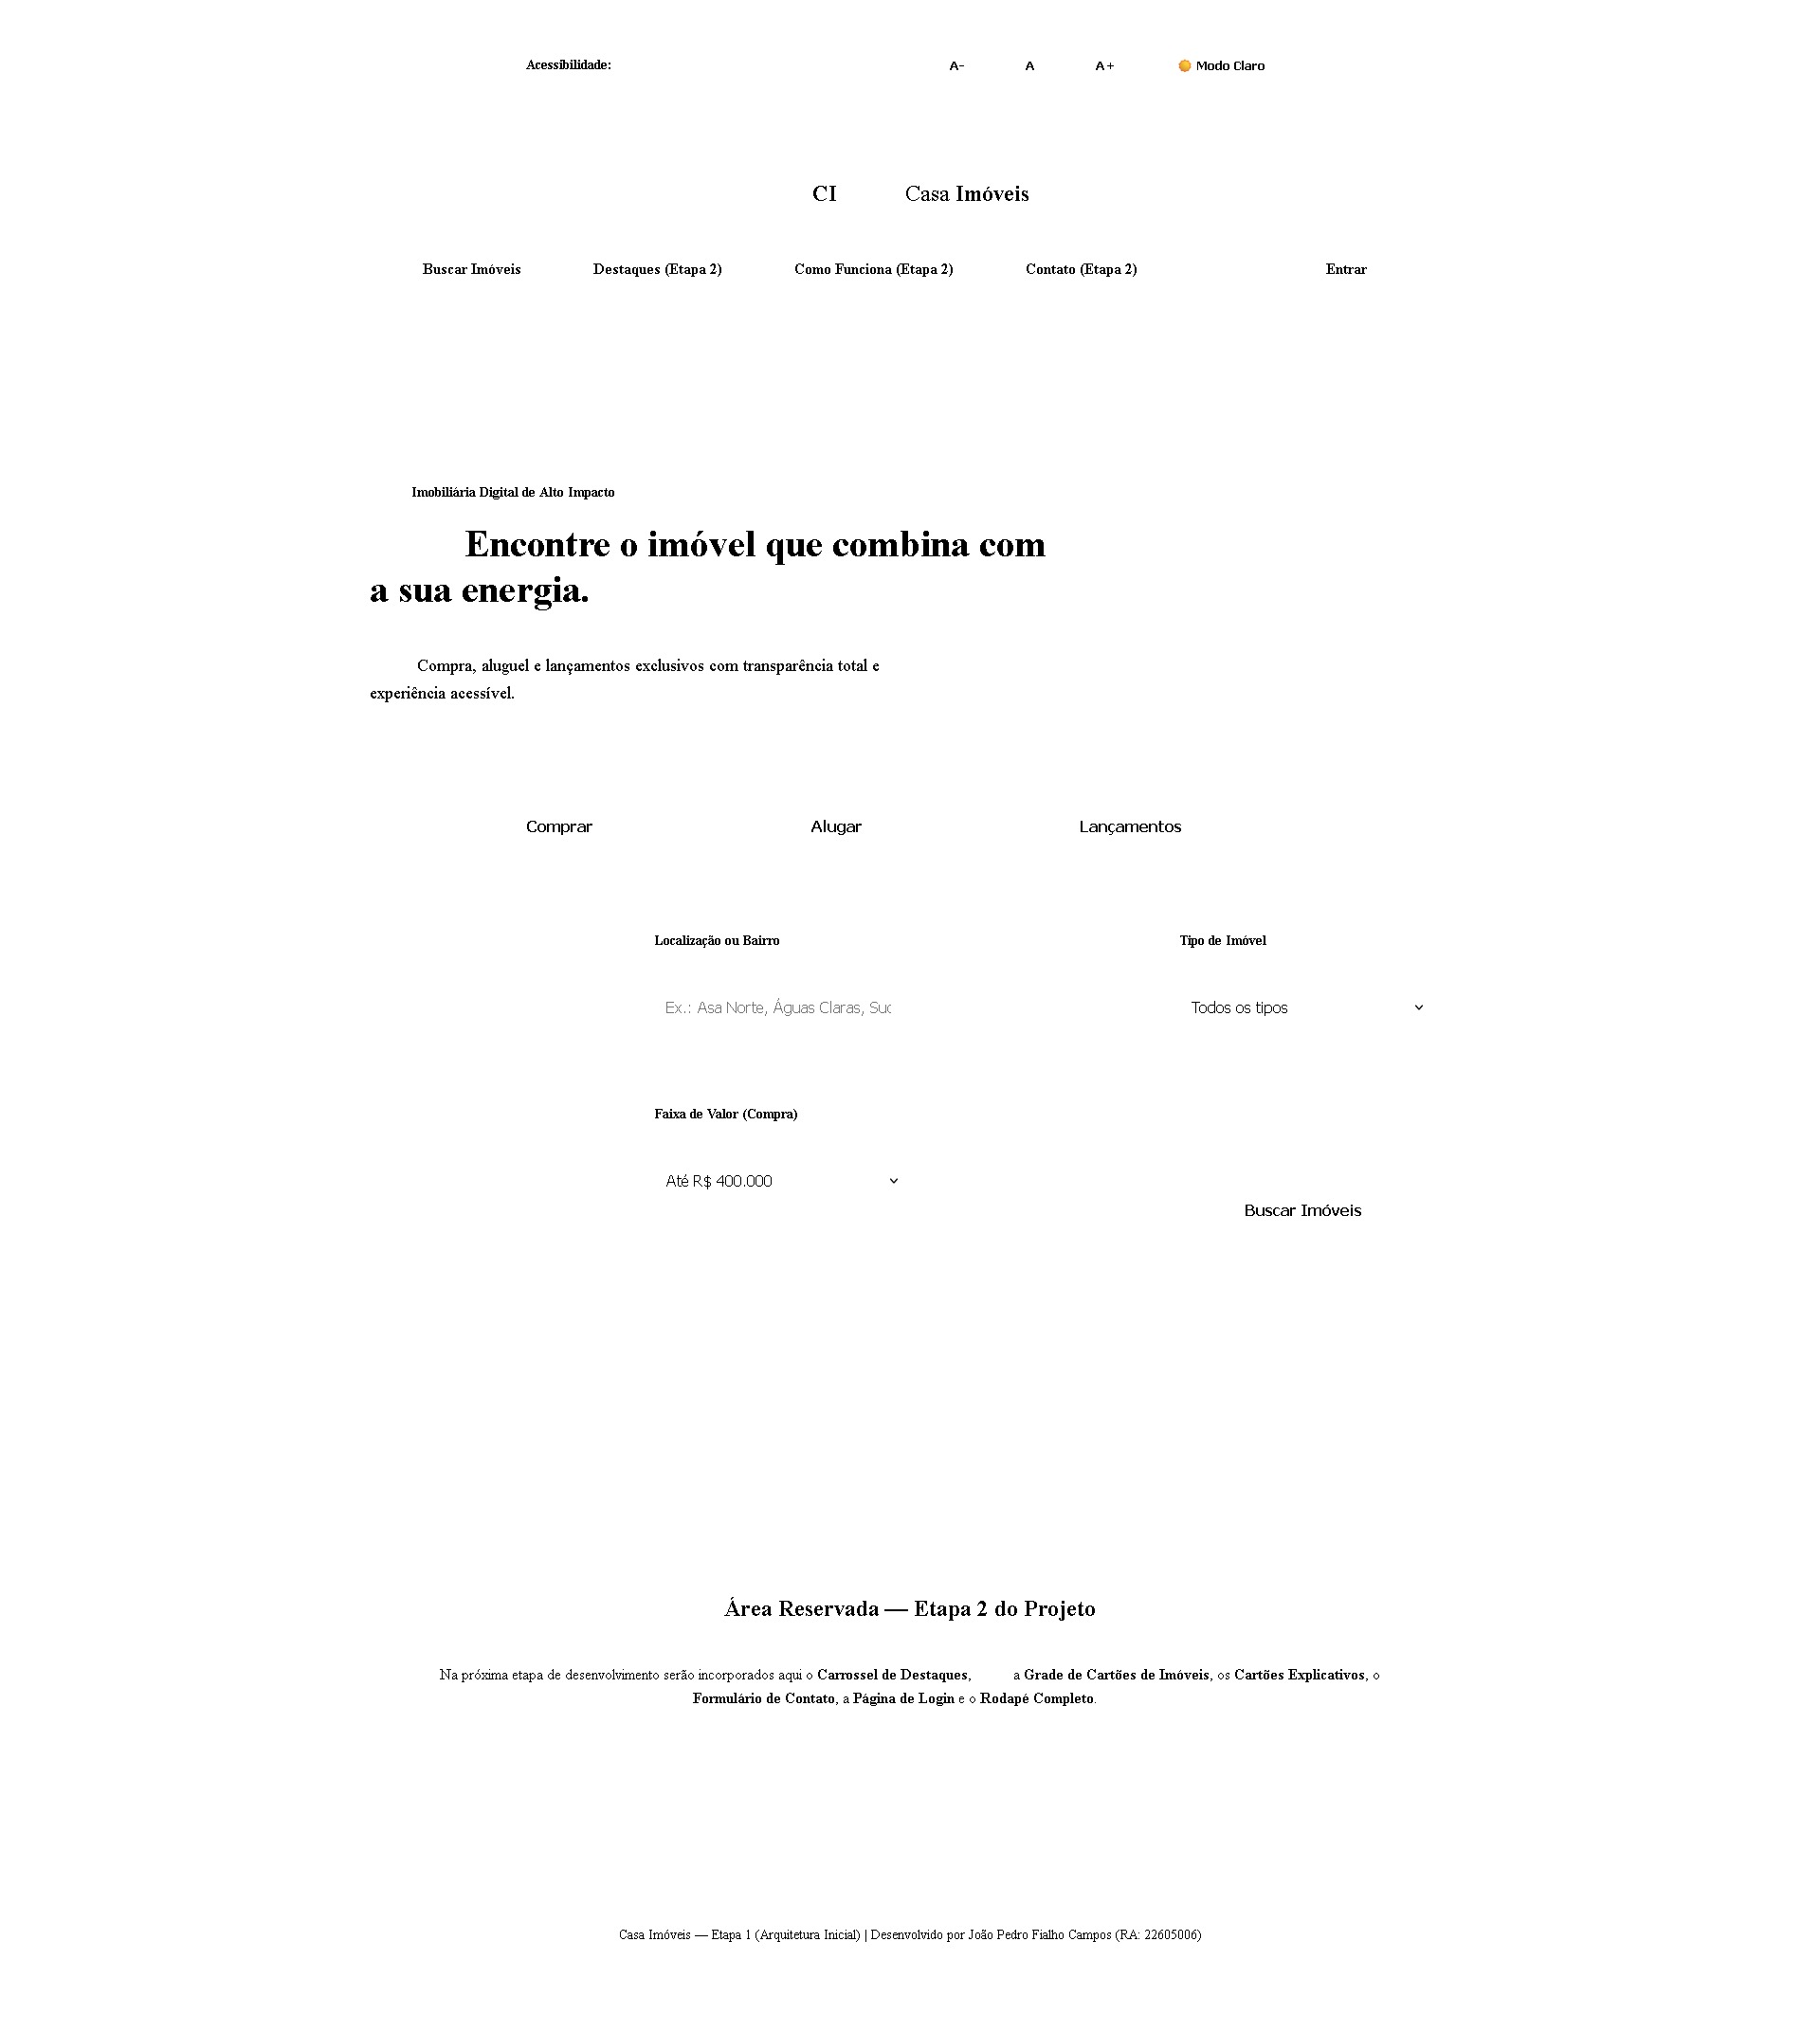 Acessibilidade: A- A A+ Modo Claro
CI Casa Imóveis
Buscar Imóveis Destaques (Etapa 2) Como Funciona (Etapa 2) Contato (Etapa 2) Entrar
Imobiliária Digital de Alto Impacto
Encontre o imóvel que combina com
a sua energia.
Compra, aluguel e lançamentos exclusivos com transparência total e
experiência acessível.
Comprar Alugar Lançamentos
Localização ou Bairro Tipo de Imóvel
Ex.: Asa Norte, Águas Claras, Todos os tipos
Faixa de Valor (Compra)
Até R$ 400.000
Buscar Imóveis
Área Reservada — Etapa 2 do Projeto
Na próxima etapa de desenvolvimento serão incorporados aqui o Carrossel de Destaques, a Grade de Cartões de Imóveis, os Cartões Explicativos, o
Formulário de Contato, a Página de Login e o Rodapé Completo.
Casa Imóveis — Etapa 1 (Arquitetura Inicial) | Desenvolvido por João Pedro Fialho Campos (RA: 22605006)